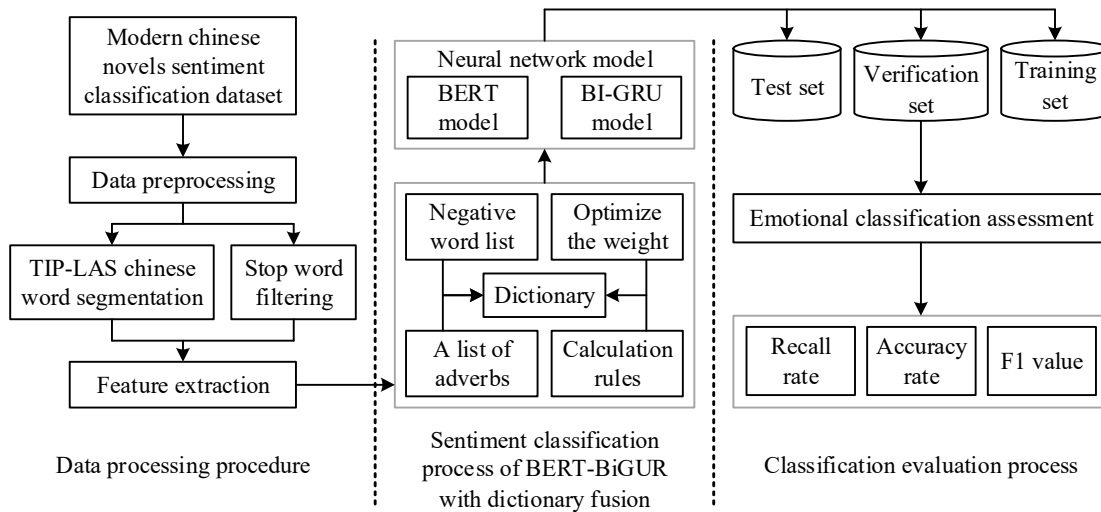 Modern chinese
novels sentiment
classification dataset
Data preprocessing
TIP-LAS chinese
word segmentation
Stop word
filtering
Feature extraction
Data processing procedure
Neural network model
BERT
model
BI-GRU
model
Negative
word list
Optimize
the weight
Dictionary
A list of
adverbs
Calculation
rules
Sentiment classification
process of BERT-BiGUR
with dictionary fusion
Test set
Verification
set
Training
set
Emotional classification assessment
Recall
rate
Accuracy
rate
F1 value
Classification evaluation process